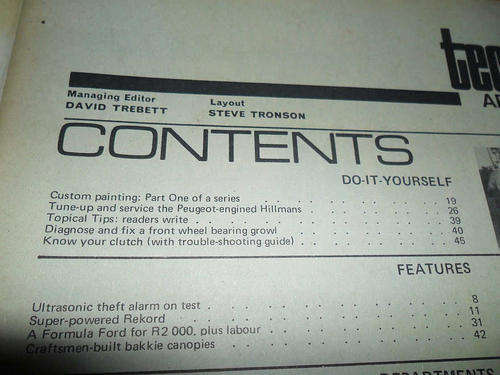 Managing Editor
DAVID TREBETT
Layout
STEVE TRONSON
CONTENTS
DO-IT-YOURSELF
Custom painting: Part One of a series 19
Tune-up and service the Peugeot-engined Hillmans 26
Topical Tips: readers write 39
Diagnose and fix a front wheel bearing growl 40
Know your clutch (with trouble-shooting guide) 45
FEATURES
Ultrasonic theft alarm on test 8
Super-powered Rekord 11
A Formula Ford for R2 000, plus labour 31
Craftsmen-built bakkie canopies 42
DEPARTMENTS